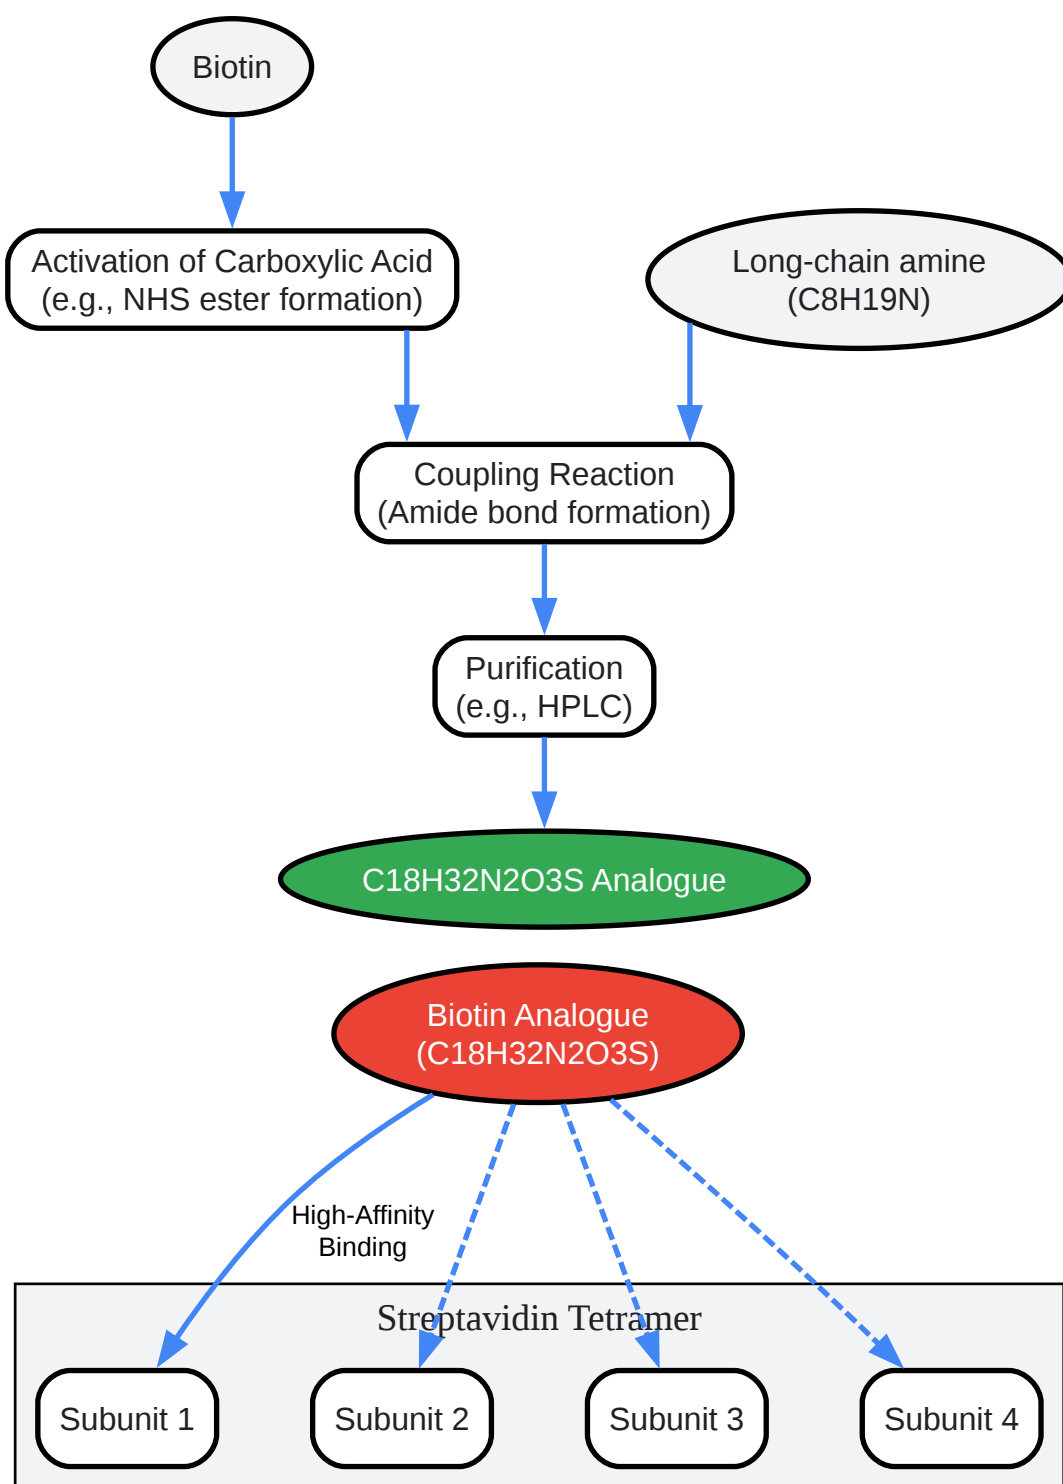 Biotin
Activation of Carboxylic Acid
(e.g., NHS ester formation)
Long-chain amine
(C8H19N)
Coupling Reaction
(Amide bond formation)
Purification
(e.g., HPLC)
C18H32N2O3S Analogue
Biotin Analogue
(C18H32N2O3S)
High-Affinity
Binding
Streptavidin Tetramer
Subunit 1
Subunit 2
Subunit 3
Subunit 4